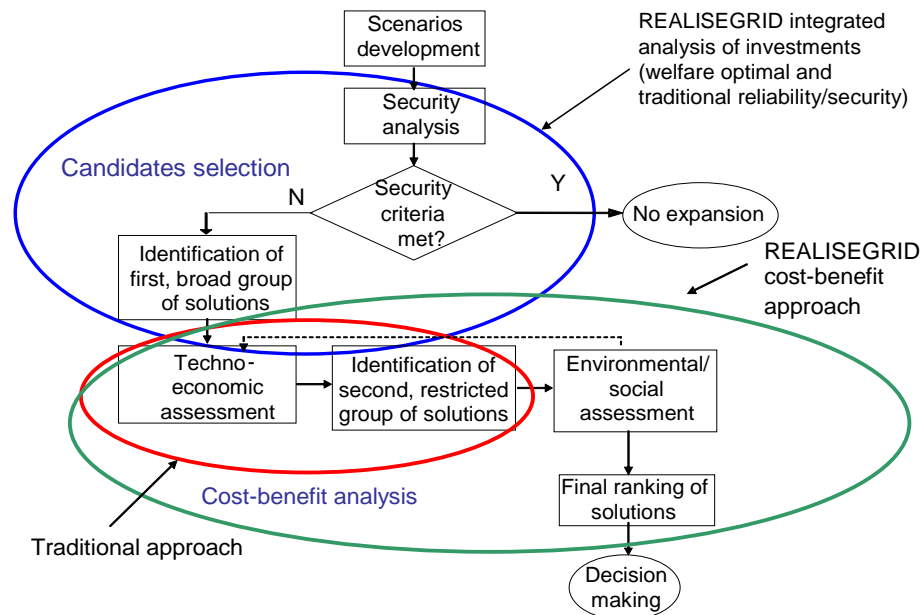 Scenarios
development
REALISEGRID integrated
analysis of investments
(welfare optimal and
traditional reliability/security)
Security
analysis
Candidates selection
N
Security
criteria
met?
Y
No expansion
Identification of
first, broad group
of solutions
REALISEGRID
cost-benefit
approach
Techno-
economic
assessment
Identification of
second, restricted
group of solutions
Environmental/
social
assessment
Cost-benefit analysis
Final ranking of
solutions
Traditional approach
Decision
making